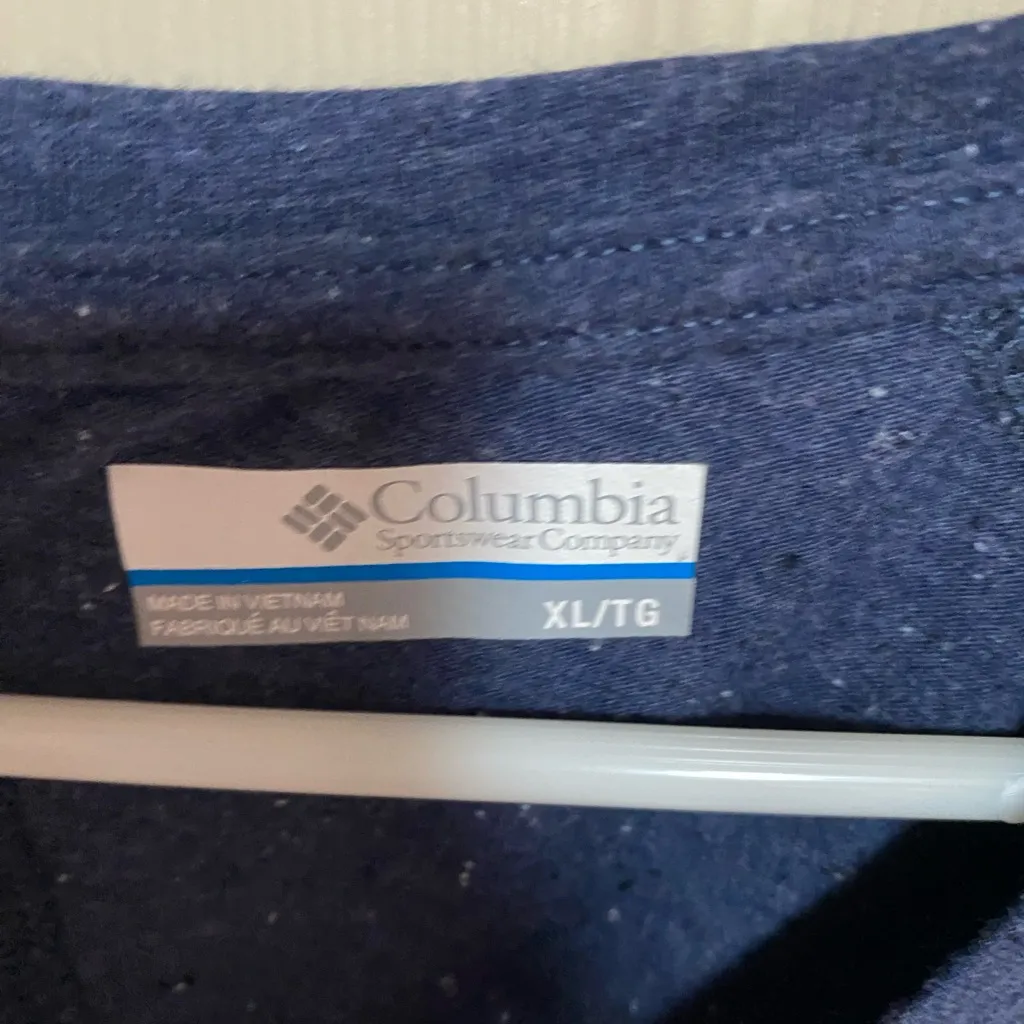 Columbia
Sportswear Company
MADE IN VIETNAM
FABRIQUÉ AU VIÊT NAM
XL/TG